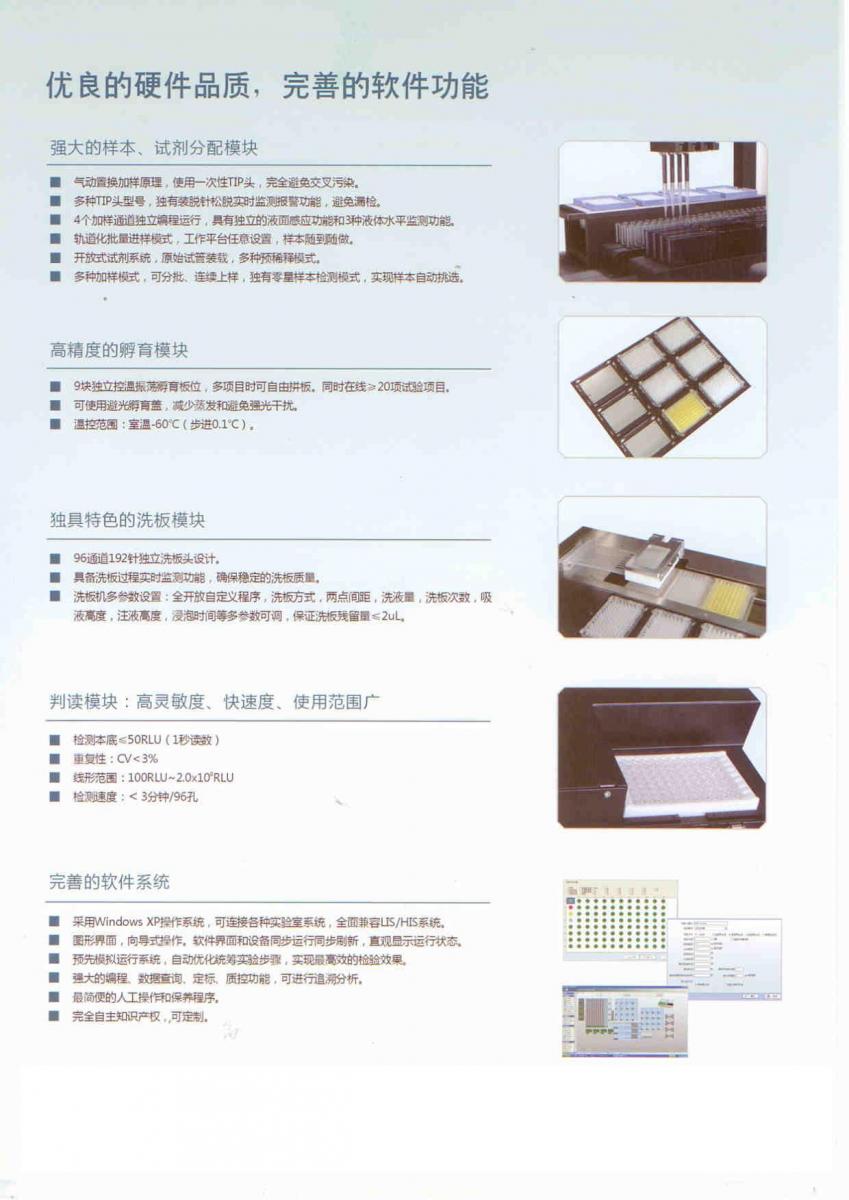 优良的硬件品质，完善的软件功能
强大的样本、试剂分配模块
气动置换加样原理，使用一次性TIP头，完全避免交叉污染。
多种TIP头型号，独有装脱针松脱实时监测报警功能，避免漏检。
4个加样通道独立编程运行，具有独立的液面感应功能和3种液体水平监测功能。
轨道化批量进样模式，工作平台任意设置，样本随到随做。
开放式试剂系统，原始试管装载，多种预稀释模式。
多种加样模式，可分批、连续上样，独有零量样本检测模式，实现样本自动挑选。
高精度的孵育模块
9块独立控温振荡孵育板位，多项目时可自由拼板。同时在线≥20项试验项目。
可使用避光孵育盖，减少蒸发和避免强光干扰。
温控范围：室温-60℃（步进0.1℃）。
独具特色的洗板模块
96通道192针独立洗板头设计。
具备洗板过程实时监测功能，确保稳定的洗板质量。
洗板机多参数设置：全开放自定义程序，洗板方式，两点间距，洗液量，洗板次数，吸
液高度，注液高度，浸泡时间等多参数可调，保证洗板残留量≤2uL。
判读模块：高灵敏度、快速度、使用范围广
检测本底≤50RLU（1秒读数）
重复性：CV<3%
线形范围：100RLU~2.0x10⁸RLU
检测速度：< 3分钟/96孔
完善的软件系统
采用Windows XP操作系统，可连接各种实验室系统，全面兼容LIS/HIS系统。
图形界面，向导式操作。软件界面和设备同步运行同步刷新，直观显示运行状态。
预先模拟运行系统，自动优化统筹实验步骤，实现最高效的检验效果。
强大的编程、数据查询、定标、质控功能，可进行追溯分析。
最简便的人工操作和保养程序。
完全自主知识产权，可定制。